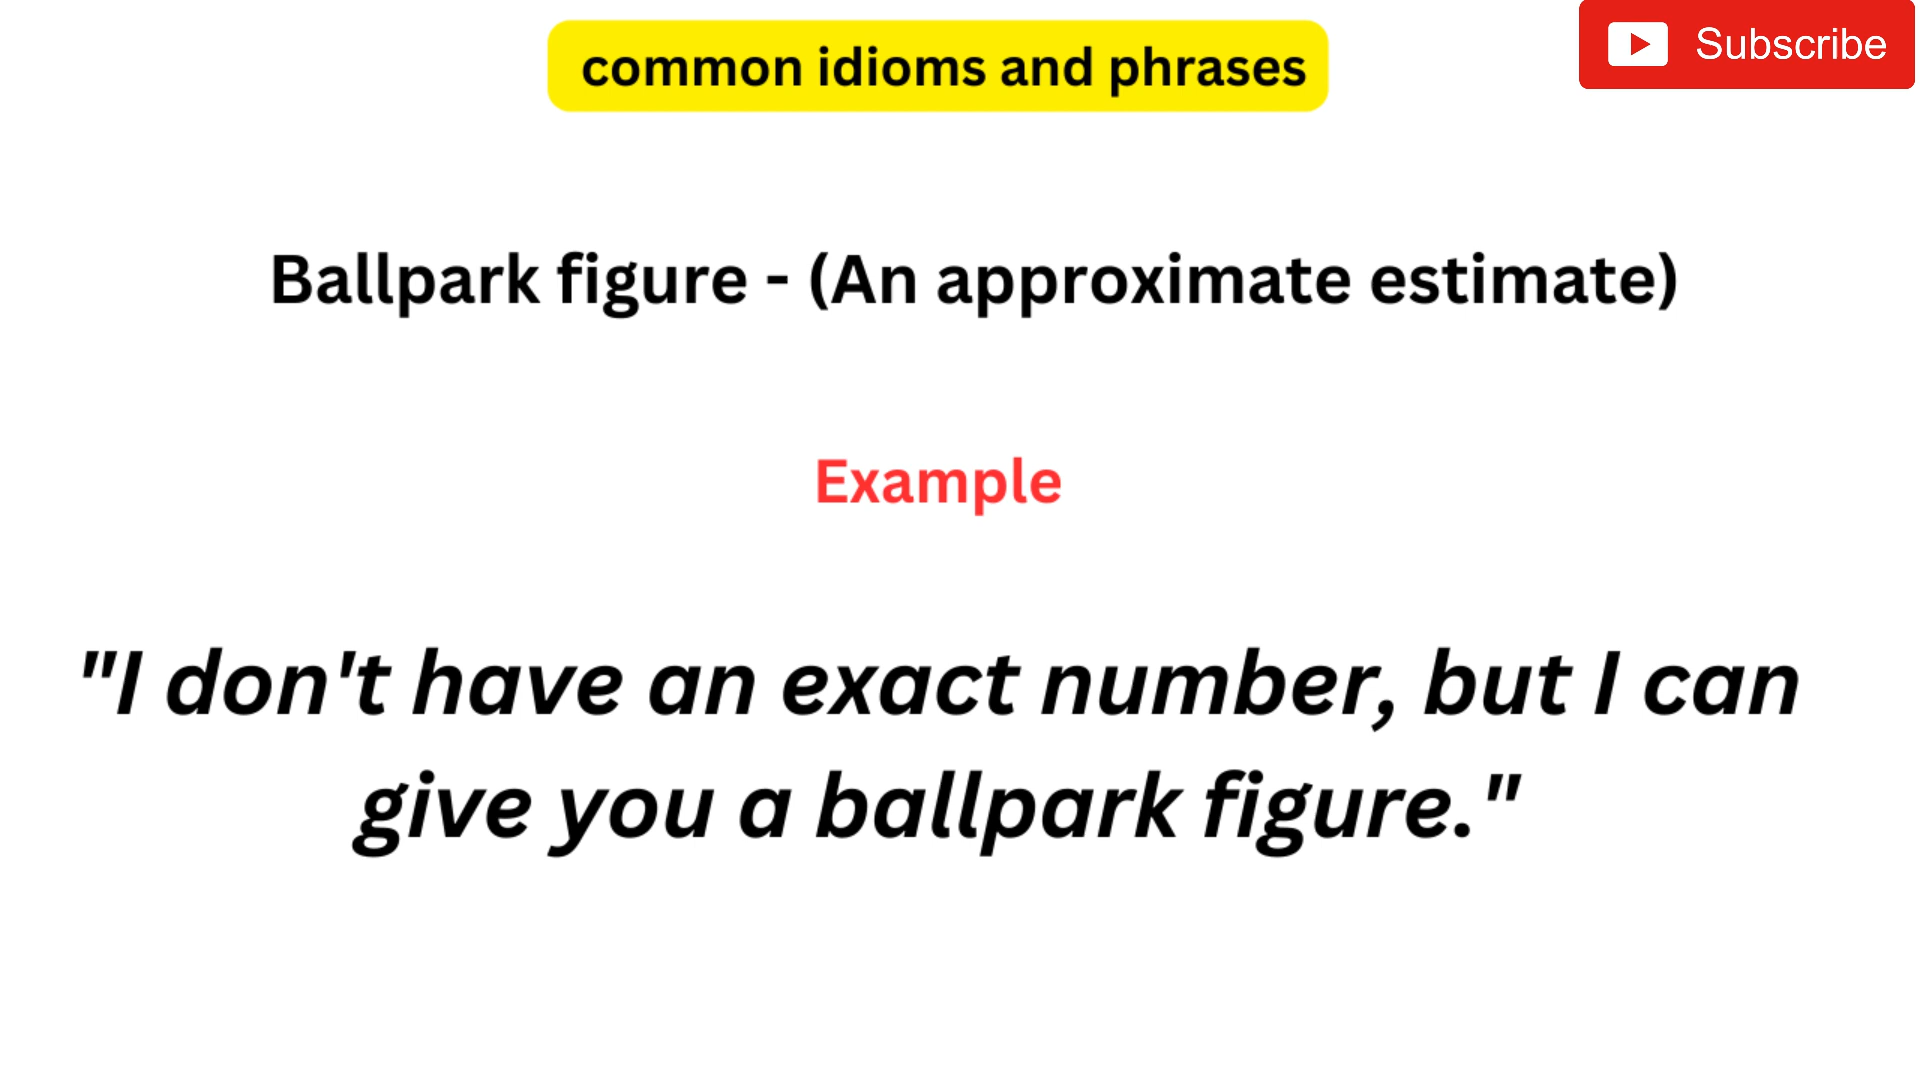 common idioms and phrases
Subscribe
Ballpark figure - (An approximate estimate)
Example
"I don't have an exact number, but I can
give you a ballpark figure."